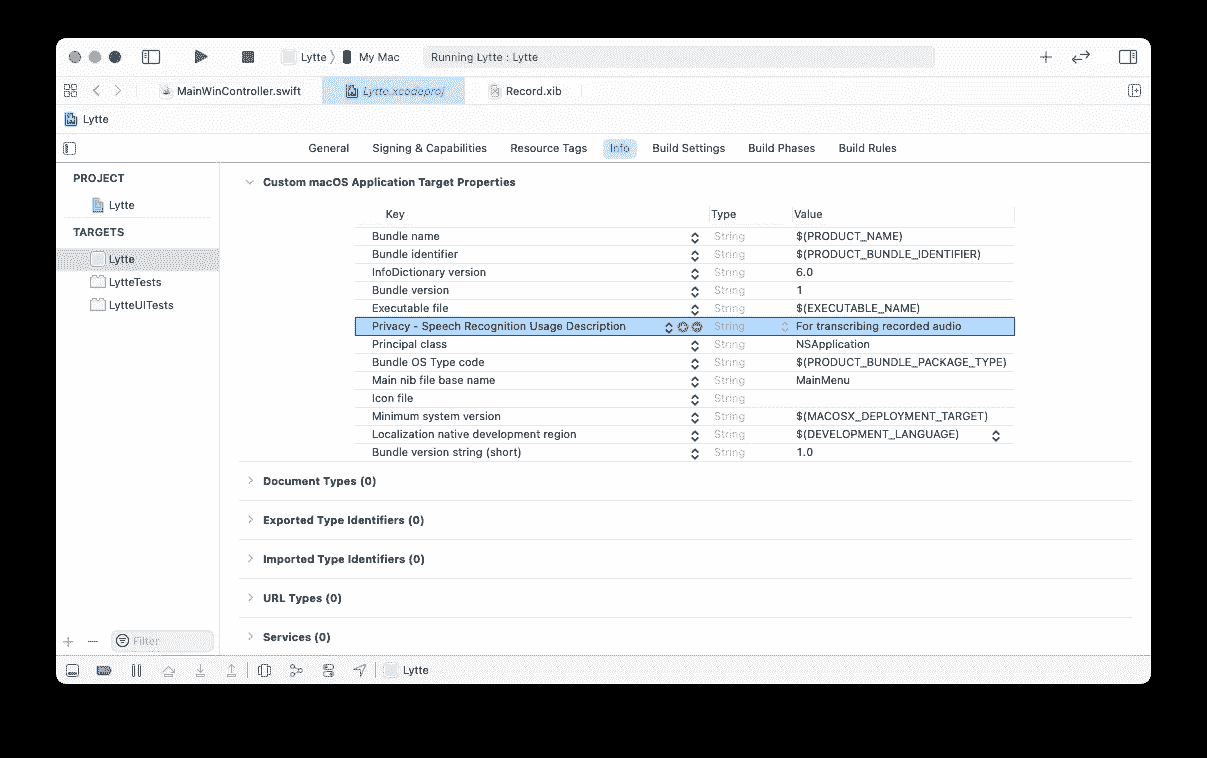 Lytte 〉 My Mac Running Lytte : Lytte
MainWinController.swift Lytte.xcodeproj Record.xib
Lytte
General Signing & Capabilities Resource Tags Info Build Settings Build Phases Build Rules
PROJECT
Lytte
TARGETS
Lytte
LytteTests
LytteUITests
Filter
Custom macOS Application Target Properties
Key Type Value
Bundle name String $(PRODUCT_NAME)
Bundle identifier String $(PRODUCT_BUNDLE_IDENTIFIER)
InfoDictionary version String 6.0
Bundle version String 1
Executable file String $(EXECUTABLE_NAME)
Privacy - Speech Recognition Usage Description String For transcribing recorded audio
Principal class String NSApplication
Bundle OS Type code String $(PRODUCT_BUNDLE_PACKAGE_TYPE)
Main nib file base name String MainMenu
Icon file String
Minimum system version String $(MACOSX_DEPLOYMENT_TARGET)
Localization native development region String $(DEVELOPMENT_LANGUAGE)
Bundle version string (short) String 1.0
Document Types (0)
Exported Type Identifiers (0)
Imported Type Identifiers (0)
URL Types (0)
Services (0)
Lytte